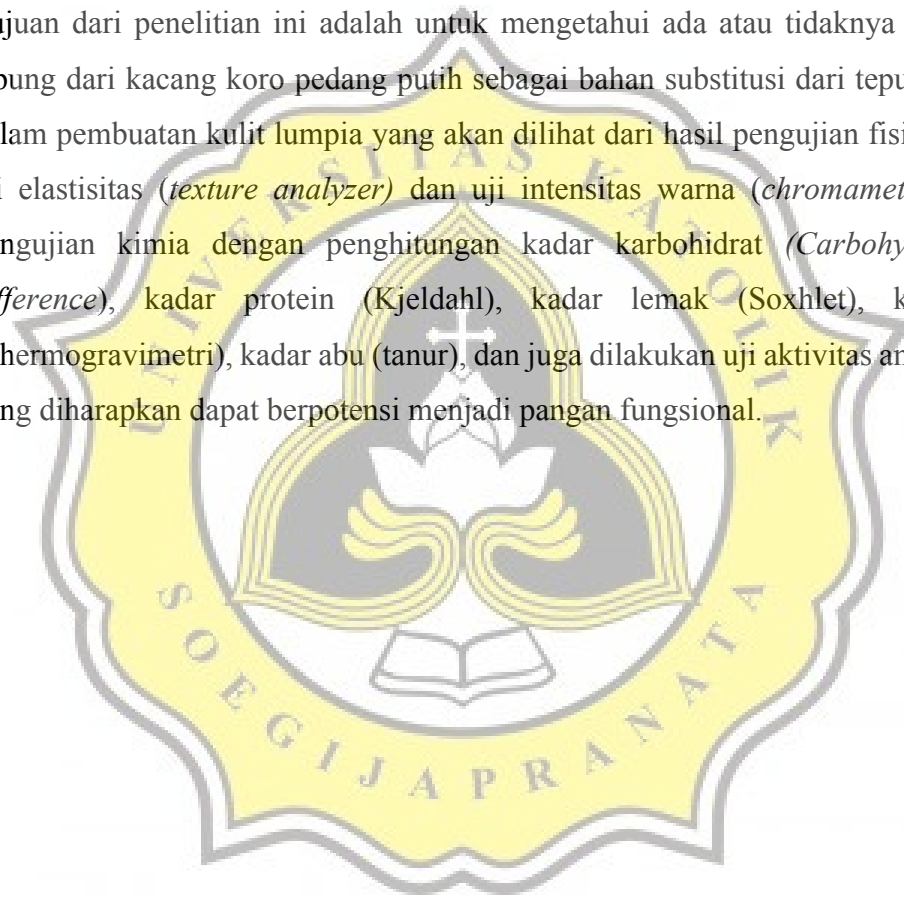 ujuan dari penelitian ini adalah untuk mengetahui ada atau tidaknya
pung dari kacang koro pedang putih sebagai bahan substitusi dari tepu
lam pembuatan kulit lumpia yang akan dilihat dari hasil pengujian fisi
i elastisitas (texture analyzer) dan uji intensitas warna (chromamet
ngujian kimia dengan penghitungan kadar karbohidrat (Carbohy
fference), kadar protein (Kjeldahl), kadar lemak (Soxhlet), k
hermogravimetri), kadar abu (tanur), dan juga dilakukan uji aktivitas an
ng diharapkan dapat berpotensi menjadi pangan fungsional.
UNIVERSITAS KATOLIK
SOEGIJAPRANATA